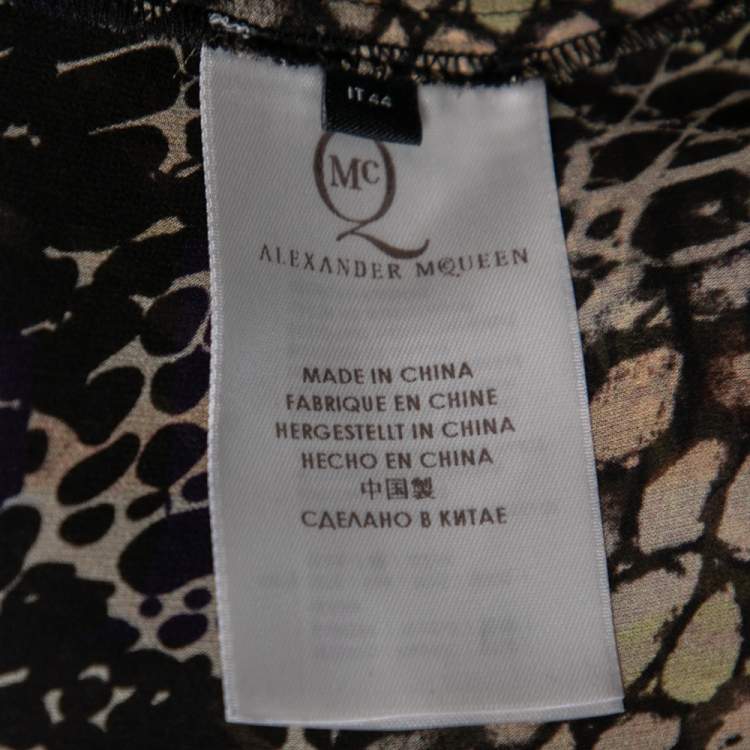 IT 44
McQ
ALEXANDER McQUEEN
MADE IN CHINA
FABRIQUE EN CHINE
HERGESTELLT IN CHINA
HECHO EN CHINA
中国製
СДЕЛАНО В КИТАЕ